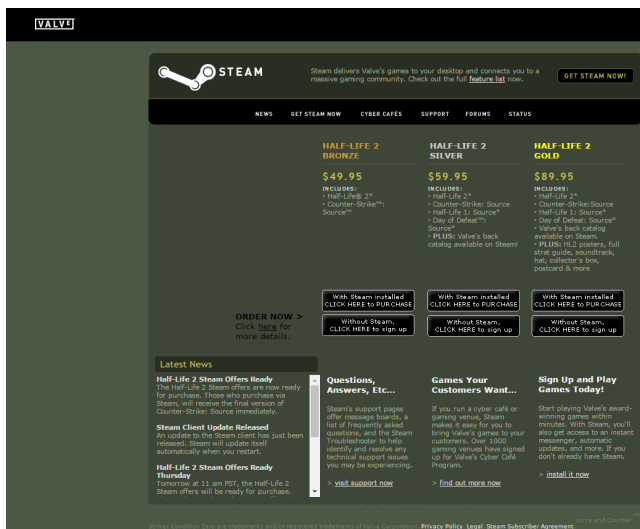 VALVE
STEAM
Steam delivers Valve's games to your desktop and connects you to a
massive gaming community. Check out the full feature list now.
GET STEAM NOW!
NEWS GET STEAM NOW CYBER CAFÉS SUPPORT FORUMS STATUS
HALF-LIFE 2
BRONZE
$49.95
INCLUDES:
• Half-Life® 2*
• Counter-Strike™:
Source™
HALF-LIFE 2
SILVER
$59.95
INCLUDES:
• Half-Life 2*
• Counter-Strike: Source
• Half-Life 1: Source*
• Day of Defeat™:
Source*
• PLUS: Valve's back
catalog available on Steam!
HALF-LIFE 2
GOLD
$89.95
INCLUDES:
• Half-Life 2*
• Counter-Strike:Source
• Half-Life 1: Source*
• Day of Defeat: Source*
• Valve's back catalog
available on Steam.
• PLUS: HL2 posters, full
strat guide, soundtrack,
hat, collector's box,
postcard & more
ORDER NOW >
Click here for
more details.
With Steam installed
CLICK HERE to PURCHASE
Without Steam,
CLICK HERE to sign up
With Steam installed
CLICK HERE to PURCHASE
Without Steam,
CLICK HERE to sign up
With Steam installed
CLICK HERE to PURCHASE
Without Steam,
CLICK HERE to sign up
Latest News
Half-Life 2 Steam Offers Ready
The Half-Life 2 Steam offers are now ready
for purchase. Those who purchase via
Steam, will receive the final version of
Counter-Strike: Source immediately.
Steam Client Update Released
An update to the Steam client has just been
released. Steam will update itself
automatically when you restart.
Half-Life 2 Steam Offers Ready
Thursday
Tomorrow at 11 am PST, the Half-Life 2
Steam offers will be ready for purchase.
Questions,
Answers, Etc...
Steam's support pages
offer message boards, a
list of frequently asked
questions, and the Steam
Troubleshooter to help
identify and resolve any
technical support issues
you may be experiencing.
> visit support now
Games Your
Customers Want...
If you run a cyber café or
gaming venue, Steam
makes it easy for you to
bring Valve's games to your
customers. Over 1000
gaming venues have signed
up for Valve's Cyber Café
Program.
> find out more now
Sign Up and Play
Games Today!
Start playing Valve's award-
winning games within
minutes. With Steam, you'll
also get access to an instant
messenger, automatic
updates, and more. If you
don't already have Steam.
> install it now
Source and Counter-
Strike: Condition Zero are trademarks and/or registered trademarks of Valve Corporation. Privacy Policy. Legal. Steam Subscriber Agreement.